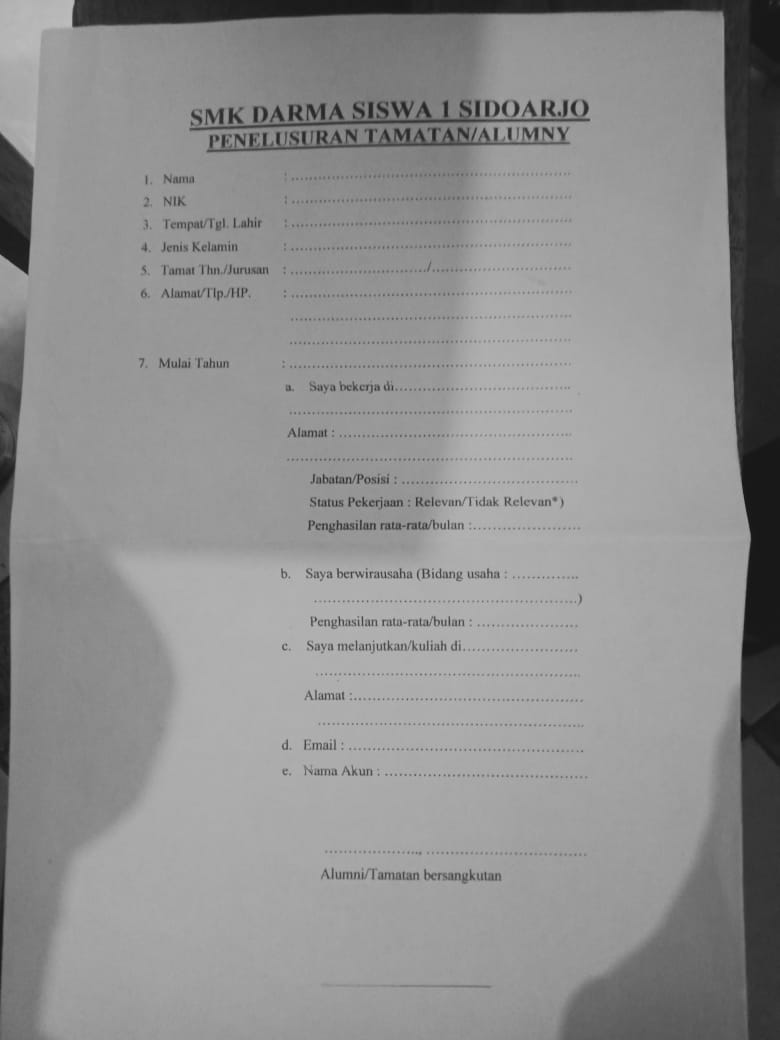 SMK DARMA SISWA 1 SIDOARJO
PENELUSURAN TAMATAN/ALUMNY
1. Nama : ............................................................
2. NIK : ............................................................
3. Tempat/Tgl. Lahir : ............................................................
4. Jenis Kelamin : ............................................................
5. Tamat Thn./Jurusan : ............................../..............................
6. Alamat/Tlp./HP. : ............................................................
............................................................
............................................................
7. Mulai Tahun : ............................................................
a. Saya bekerja di........................................
............................................................
Alamat : ..................................................
............................................................
Jabatan/Posisi : ......................................
Status Pekerjaan : Relevan/Tidak Relevan*)
Penghasilan rata-rata/bulan :.......................
b. Saya berwirausaha (Bidang usaha : ..............
........................................................)
Penghasilan rata-rata/bulan : ......................
c. Saya melanjutkan/kuliah di.........................
........................................................
Alamat :.................................................
........................................................
d. Email : ..................................................
e. Nama Akun : ...........................................
...................., ..................................
Alumni/Tamatan bersangkutan